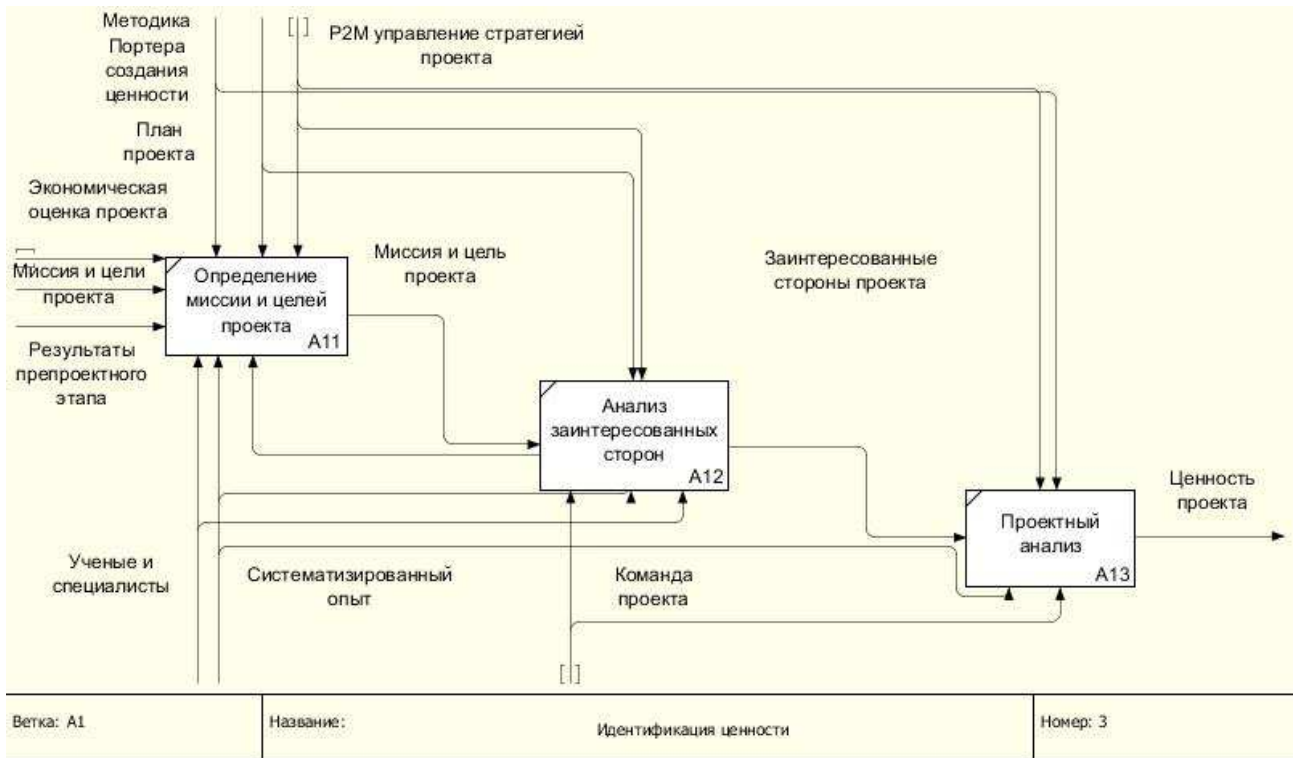 Методика
Портера
создания
ценности
[ ]
P2M управление стратегией
проекта
План
проекта
Экономическая
оценка проекта
Миссия и цели
проекта
Результаты
препроектного
этапа
Определение
миссии и целей
проекта
A11
Миссия и цель
проекта
Заинтересованные
стороны проекта
Анализ
заинтересованных
сторон
A12
Проектный
анализ
A13
Ценность
проекта
Ученые и
специалисты
Систематизированный
опыт
Команда
проекта
[ ]
Ветка: A1
Название:
Идентификация ценности
Номер: 3